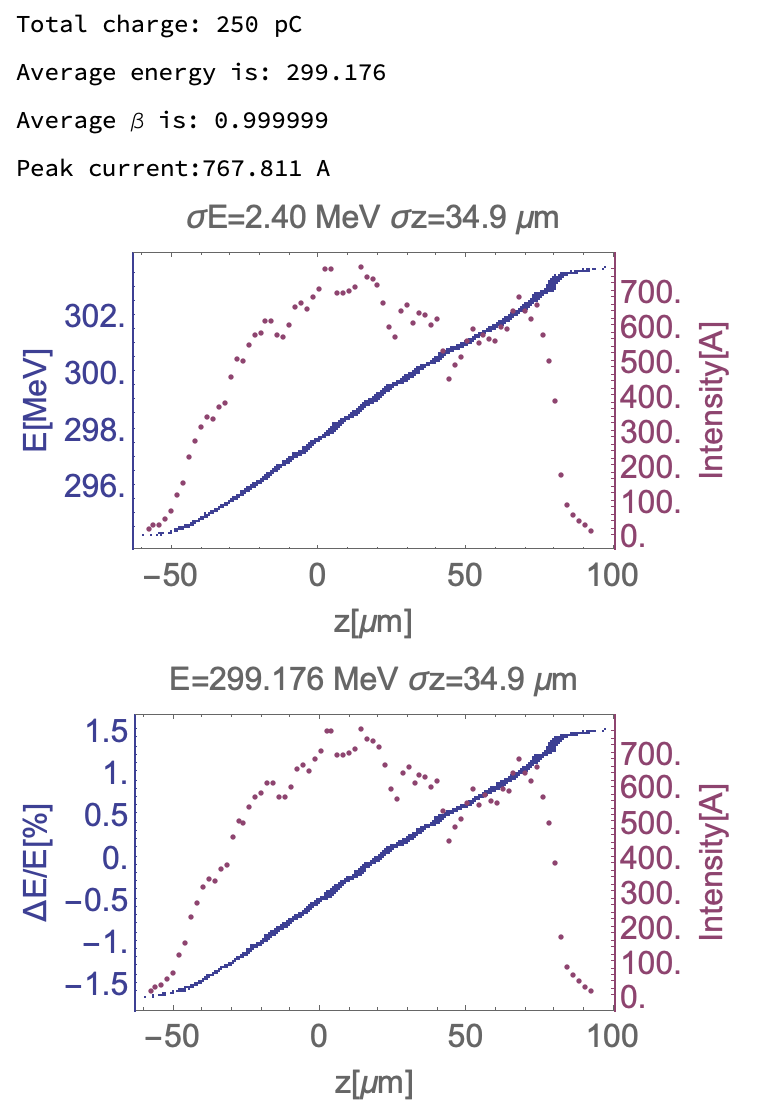 Total charge: 250 pC
Average energy is: 299.176
Average β is: 0.999999
Peak current:767.811 A
σE=2.40 MeV σz=34.9 μm
E[MeV]
302.
300.
298.
296.
700.
600.
500.
400.
300.
200.
100.
0.
Intensity[A]
−50 0 50 100
z[μm]
E=299.176 MeV σz=34.9 μm
ΔE/E[%]
1.5
1.
0.5
0.
−0.5
−1.
−1.5
700.
600.
500.
400.
300.
200.
100.
0.
Intensity[A]
−50 0 50 100
z[μm]